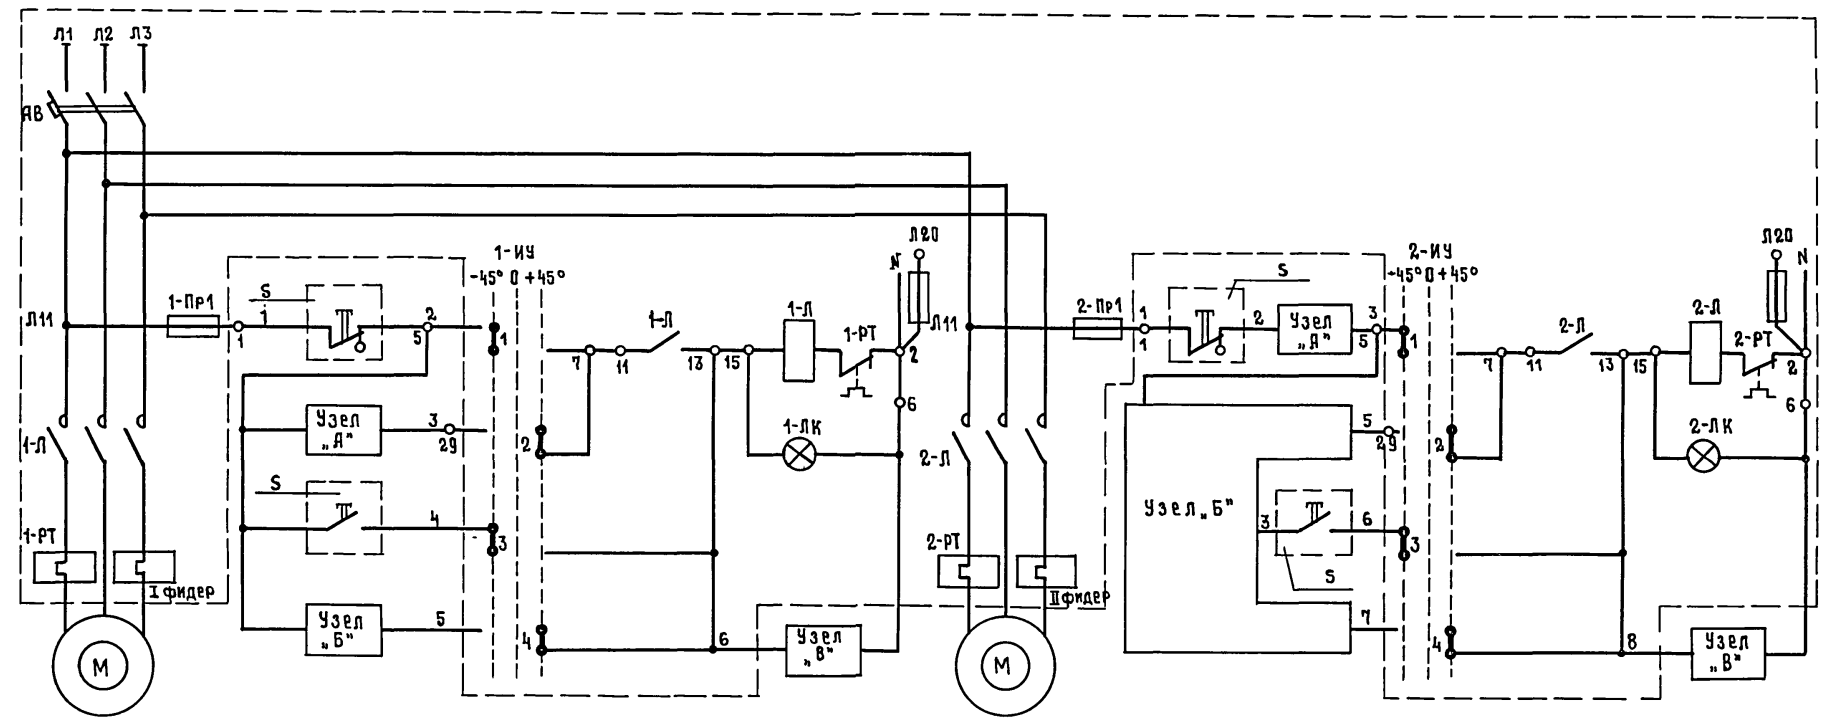 Л1 Л2 Л3
АВ
Л11
1-Пр1
S
1
1
2
5
1-ИУ
-45° 0 +45°
1
7
11
1-Л
13
15
1-Л
1-РТ
N
Л20
Л11
2
6
1-ЛК
Узел
„А"
3
29
2
S
4
3
Узел
„Б"
5
4
6
Узел
„В"
1-Л
1-РТ
I фидер
М
2-Пр1
1
1
S
2
Узел
„А"
3
5
2-ИУ
-45° 0 +45°
1
7
11
2-Л
13
15
2-Л
2-РТ
Л20
N
2
6
2-ЛК
5
29
2
Узел „Б"
3
6
S
3
7
4
8
Узел
„В"
2-Л
2-РТ
II фидер
М